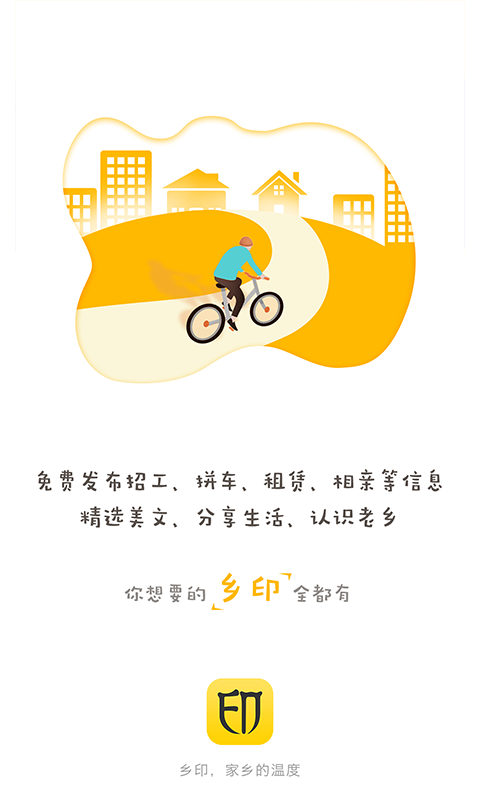 免费发布招工、拼车、租赁、相亲等信息
精选美文、分享生活、认识老乡
你想要的 乡印 全都有
印
乡印，家乡的温度